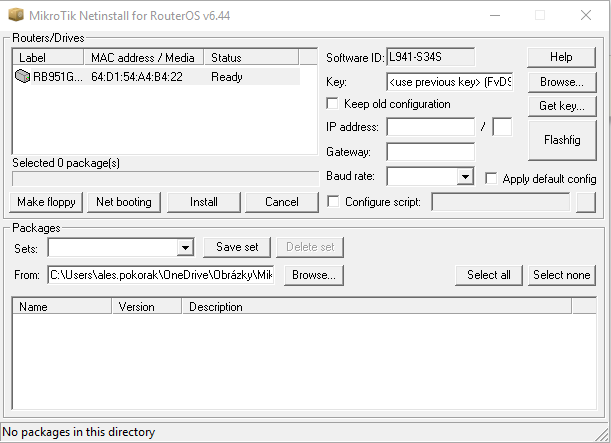 MikroTik Netinstall for RouterOS v6.44
Routers/Drives
Label MAC address / Media Status
RB951G... 64:D1:54:A4:B4:22 Ready
Software ID: L941-S34S Help
Key: <use previous key> (FvDS Browse...
Keep old configuration Get key...
IP address: / Flashfig
Gateway:
Selected 0 package(s)
Baud rate: Apply default config
Make floppy Net booting Install Cancel Configure script:
Packages
Sets: Save set Delete set
From: C:\Users\ales.pokorak\OneDrive\Obrázky\Mik Browse... Select all Select none
Name Version Description
No packages in this directory